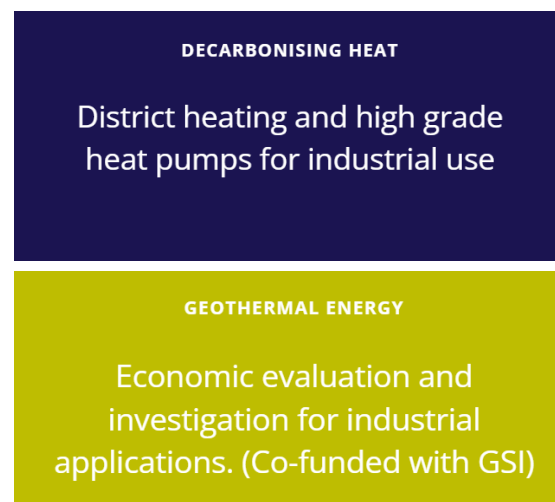 DECARBONISING HEAT
District heating and high grade
heat pumps for industrial use
GEOTHERMAL ENERGY
Economic evaluation and
investigation for industrial
applications. (Co-funded with GSI)